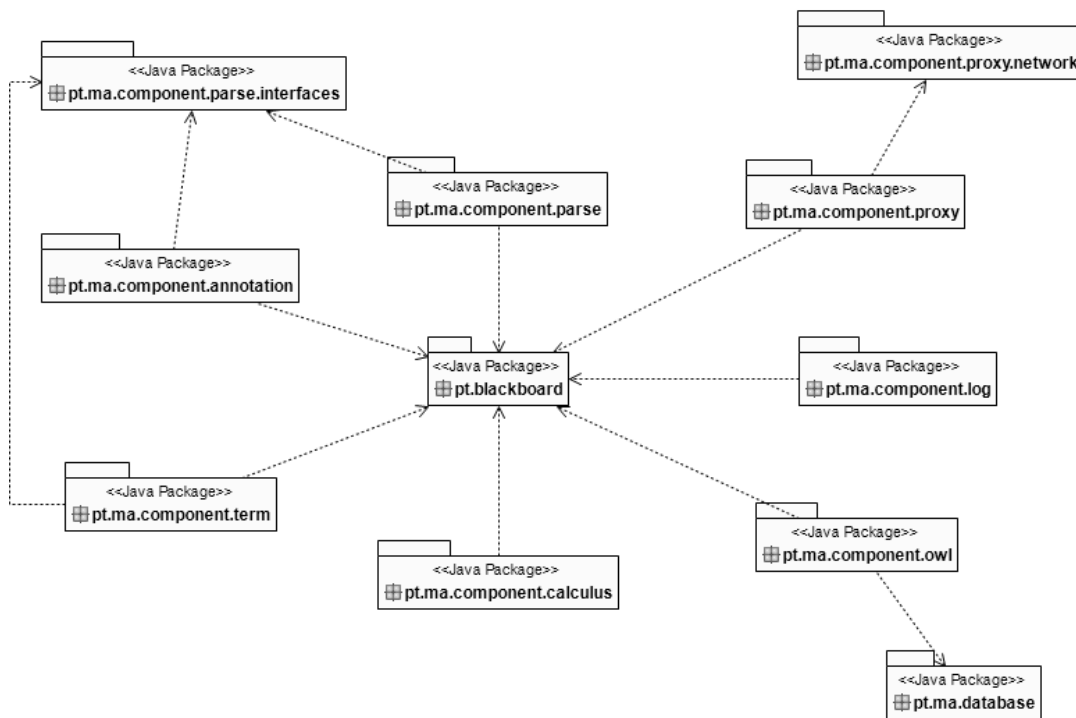 <<Java Package>>
pt.ma.component.proxy.network
<<Java Package>>
pt.ma.component.parse.interfaces
<<Java Package>>
pt.ma.component.parse
<<Java Package>>
pt.ma.component.proxy
<<Java Package>>
pt.ma.component.annotation
<<Java Package>>
pt.blackboard
<<Java Package>>
pt.ma.component.log
<<Java Package>>
pt.ma.component.term
<<Java Package>>
pt.ma.component.owl
<<Java Package>>
pt.ma.component.calculus
<<Java Package>>
pt.ma.database